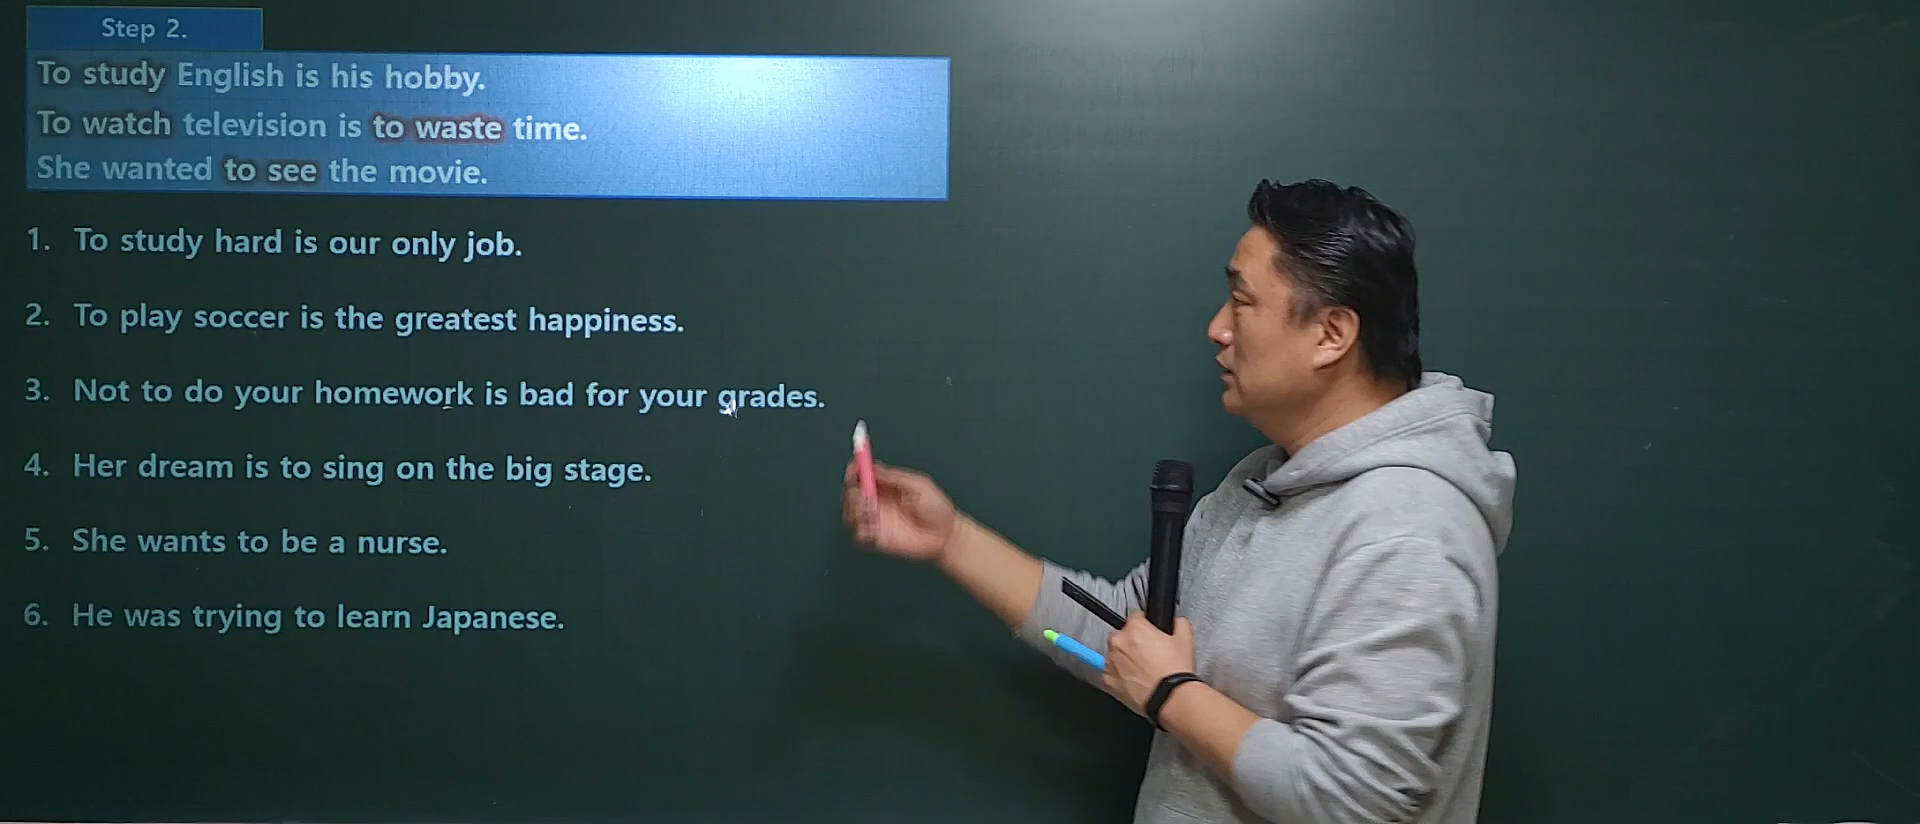 Step 2.
To study English is his hobby.
To watch television is to waste time.
She wanted to see the movie.
1. To study hard is our only job.
2. To play soccer is the greatest happiness.
3. Not to do your homework is bad for your grades.
4. Her dream is to sing on the big stage.
5. She wants to be a nurse.
6. He was trying to learn Japanese.